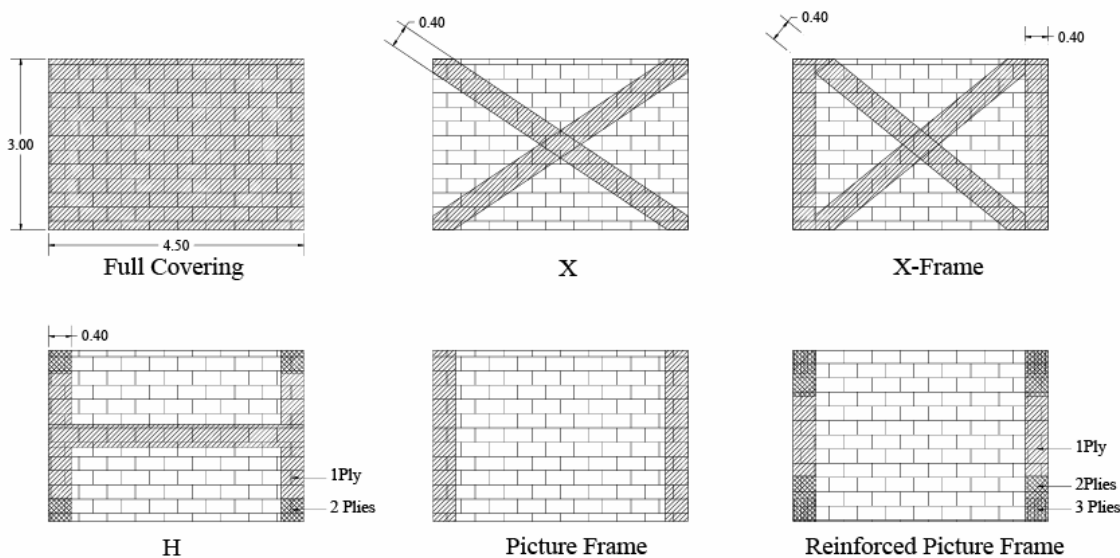 0.40
0.40
0.40
3.00
4.50
Full Covering
X
X-Frame
0.40
1Ply
2 Plies
1Ply
2Plies
3 Plies
H
Picture Frame
Reinforced Picture Frame